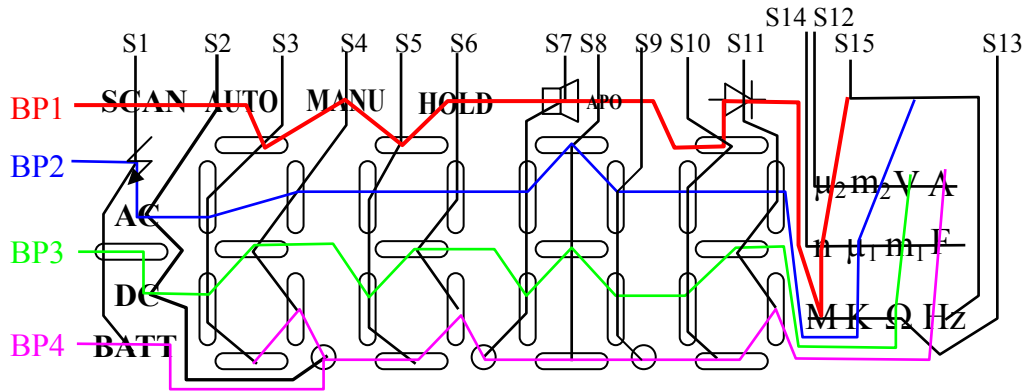 S14 S12
S1 S2 S3 S4 S5 S6 S7 S8 S9 S10 S11 S15 S13
BP1 SCAN AUTO MANU HOLD APO
BP2
μ2 m2 V A
AC
BP3 n μ1 m1 F
DC
M K Ω Hz
BP4 BATT